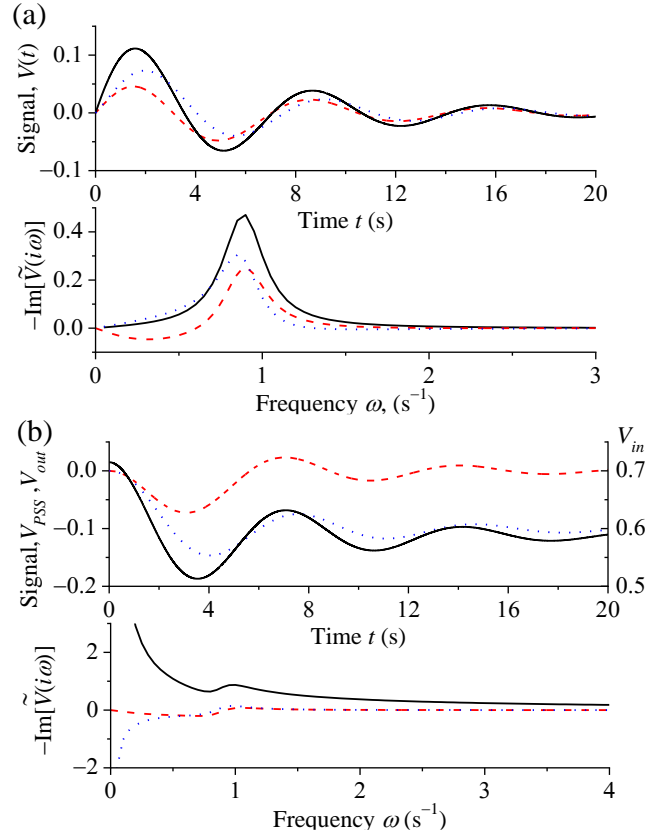 (a)
Signal, V(t)
0.1
0.0
−0.1
0 4 8 12 16 20
Time t (s)
−Im[Ṽ(iω)]
0.4
0.2
0.0
0 1 2 3
Frequency ω, (s⁻¹)
(b)
Signal, V_PSS , V_out
V_in
0.0
−0.1
−0.2
0.7
0.6
0.5
0 4 8 12 16 20
Time t (s)
−Im[Ṽ(iω)]
2
0
−2
0 1 2 3 4
Frequency ω (s⁻¹)